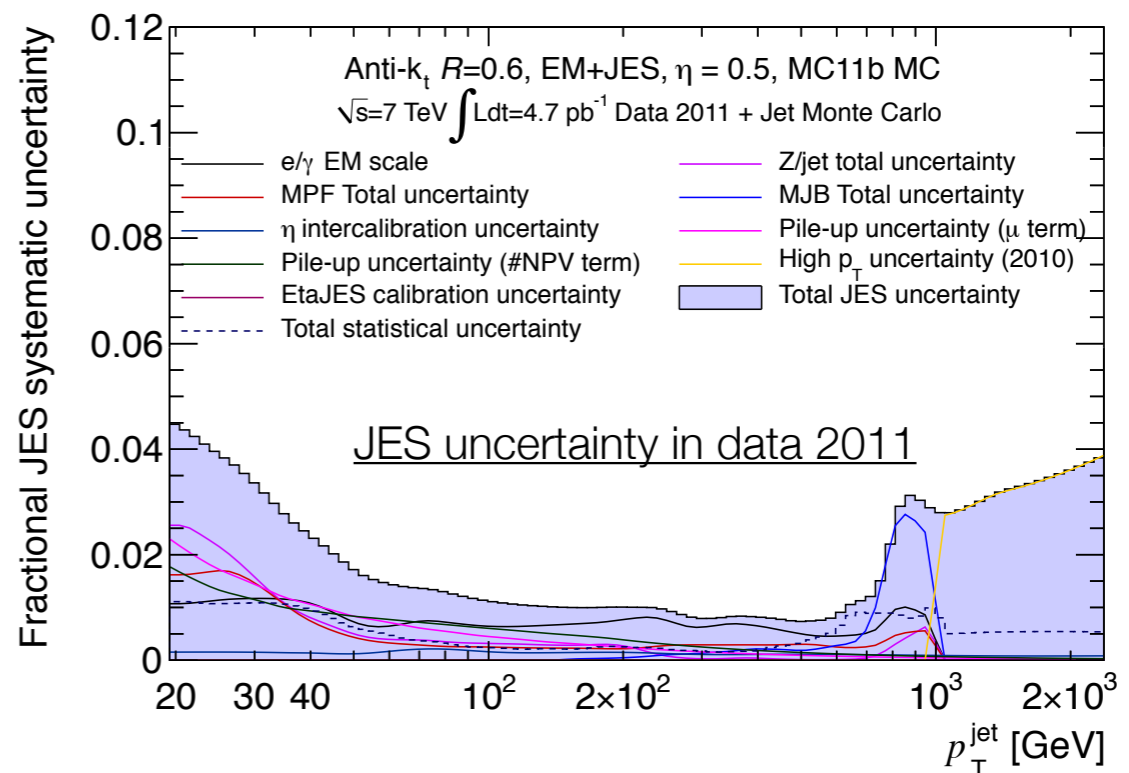 Fractional JES systematic uncertainty
0.12
0.1
0.08
0.06
0.04
0.02
0
Anti-kt R=0.6, EM+JES, η = 0.5, MC11b MC
√s=7 TeV ∫Ldt=4.7 pb⁻¹ Data 2011 + Jet Monte Carlo
e/γ EM scale
MPF Total uncertainty
η intercalibration uncertainty
Pile-up uncertainty (#NPV term)
EtaJES calibration uncertainty
Total statistical uncertainty
Z/jet total uncertainty
MJB Total uncertainty
Pile-up uncertainty (μ term)
High pT uncertainty (2010)
Total JES uncertainty
JES uncertainty in data 2011
20 30 40 10² 2×10² 10³ 2×10³
pT^jet [GeV]